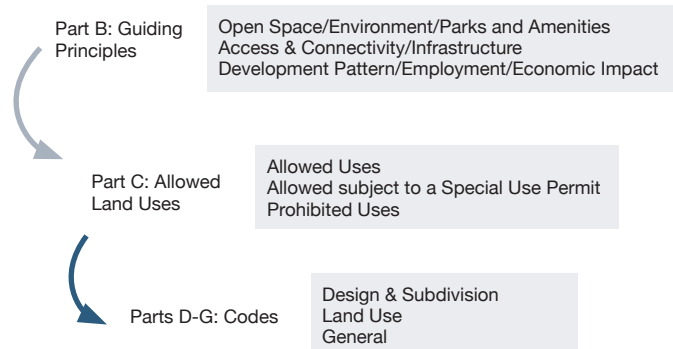 Part B: Guiding
Principles
Open Space/Environment/Parks and Amenities
Access & Connectivity/Infrastructure
Development Pattern/Employment/Economic Impact
Part C: Allowed
Land Uses
Allowed Uses
Allowed subject to a Special Use Permit
Prohibited Uses
Parts D-G: Codes
Design & Subdivision
Land Use
General